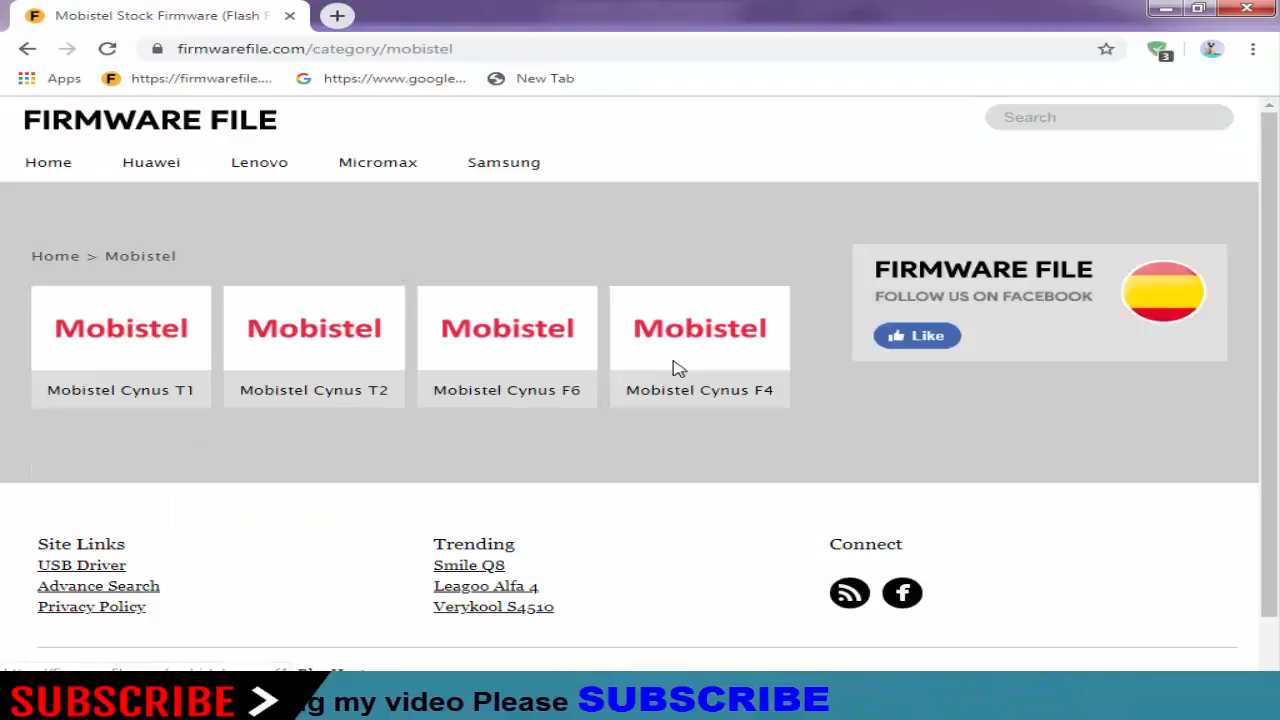 Mobistel Stock Firmware (Flash F
firmwarefile.com/category/mobistel
3
Apps
https://firmwarefile....
https://www.google...
New Tab
FIRMWARE FILE
Search
Home
Huawei
Lenovo
Micromax
Samsung
Home > Mobistel
Mobistel
Mobistel
Mobistel
Mobistel
Mobistel Cynus T1
Mobistel Cynus T2
Mobistel Cynus F6
Mobistel Cynus F4
FIRMWARE FILE
FOLLOW US ON FACEBOOK
Like
Site Links
USB Driver
Advance Search
Privacy Policy
Trending
Smile Q8
Leagoo Alfa 4
Verykool S4510
Connect
SUBSCRIBE
g my video Please SUBSCRIBE